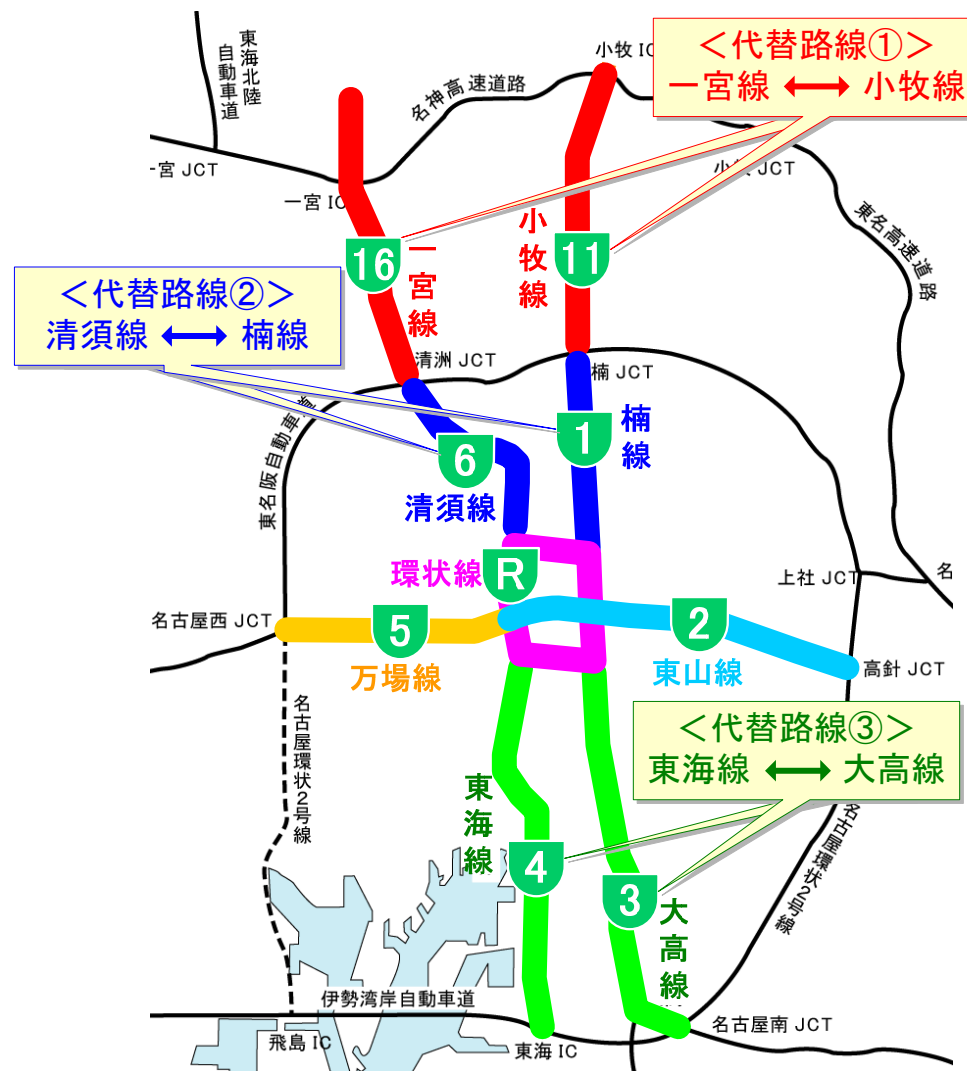 東海北陸
自動車道
名神高速道路
小牧 IC
＜代替路線①＞
一宮線 ⟷ 小牧線
一宮 JCT
小牧 JCT
一宮 IC
東名高速道路
16
一宮線
小牧線
11
＜代替路線②＞
清須線 ⟷ 楠線
清洲 JCT
楠 JCT
東名阪自動車道
6
清須線
1
楠線
環状線
R
上社 JCT
名
名古屋西 JCT
5
万場線
2
東山線
高針 JCT
名古屋環状2号線
＜代替路線③＞
東海線 ⟷ 大高線
東海線
4
3
大高線
名古屋環状2号線
伊勢湾岸自動車道
飛島 IC
東海 IC
名古屋南 JCT